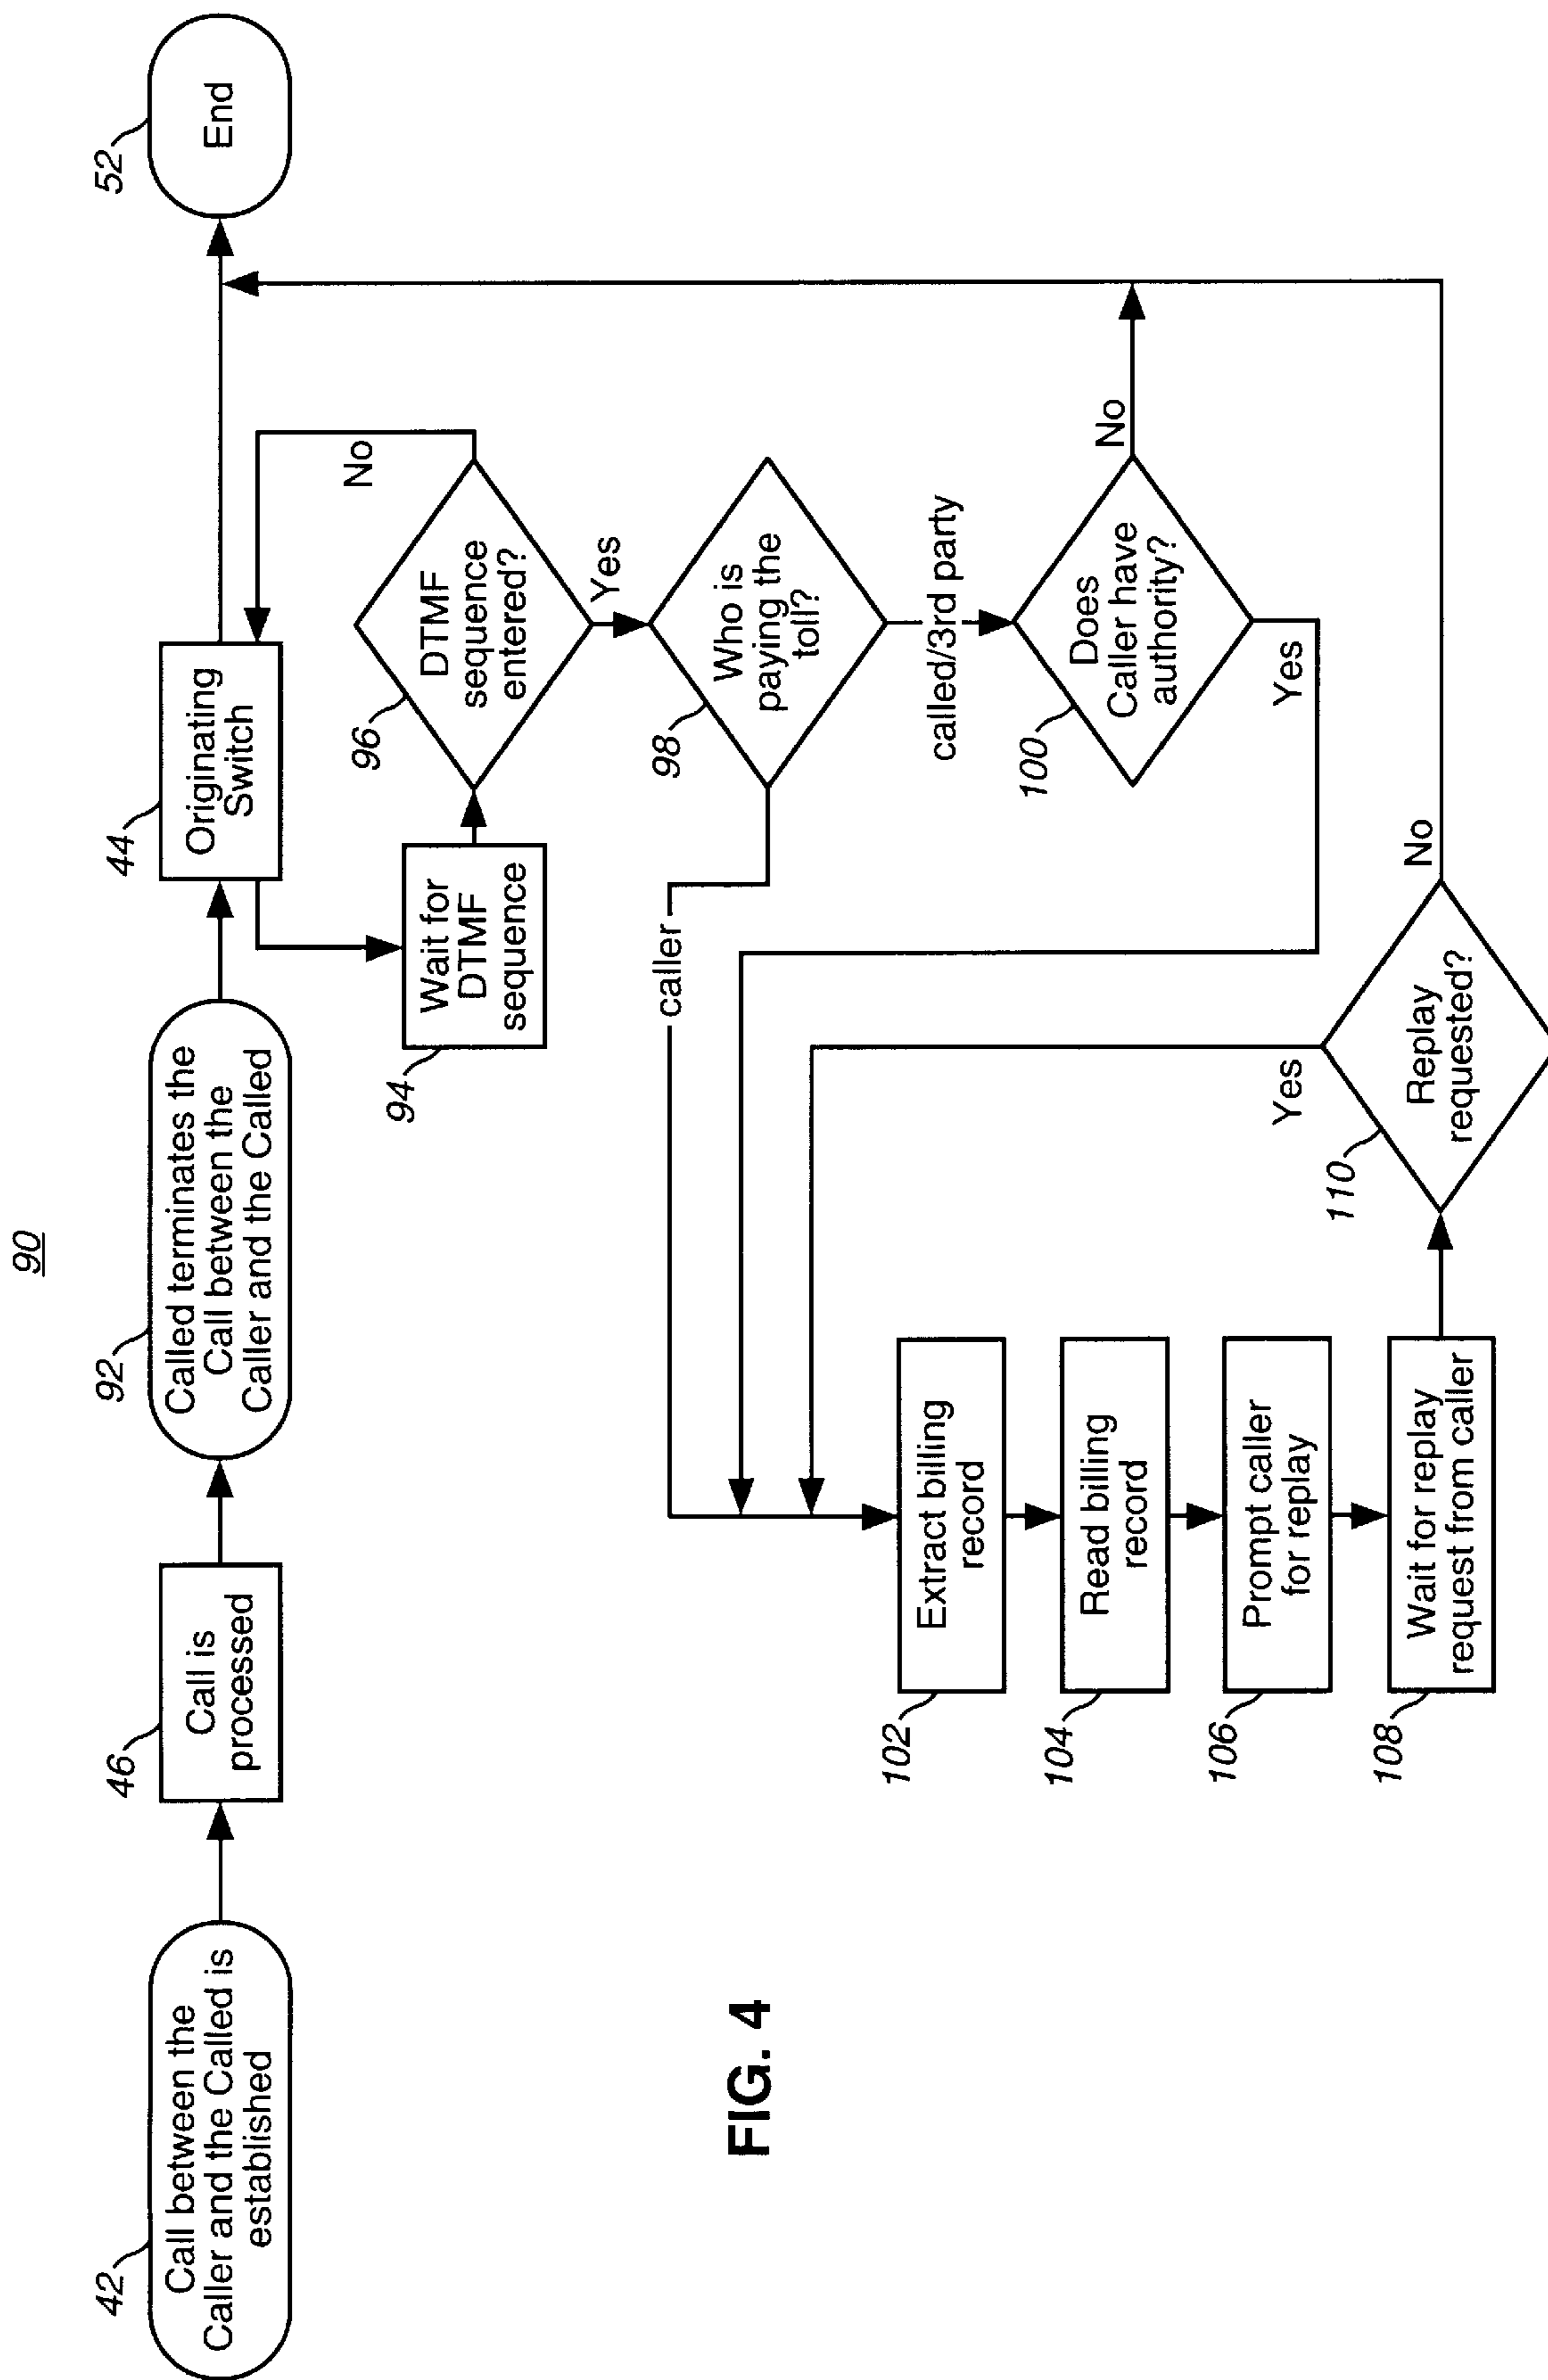 90
42
Call between the
Caller and the Called is
established
46
Call is
processed
92
Called terminates the
Call between the
Caller and the Called
44
Originating
Switch
52
End
94
Wait for
DTMF
sequence
96
DTMF
sequence
entered?
No
Yes
98
Who is
paying the
toll?
caller
called/3rd party
100
Does
Caller have
authority?
No
Yes
102
Extract billing
record
104
Read billing
record
106
Prompt caller
for replay
108
Wait for replay
request from caller
110
Replay
requested?
Yes
No
FIG. 4